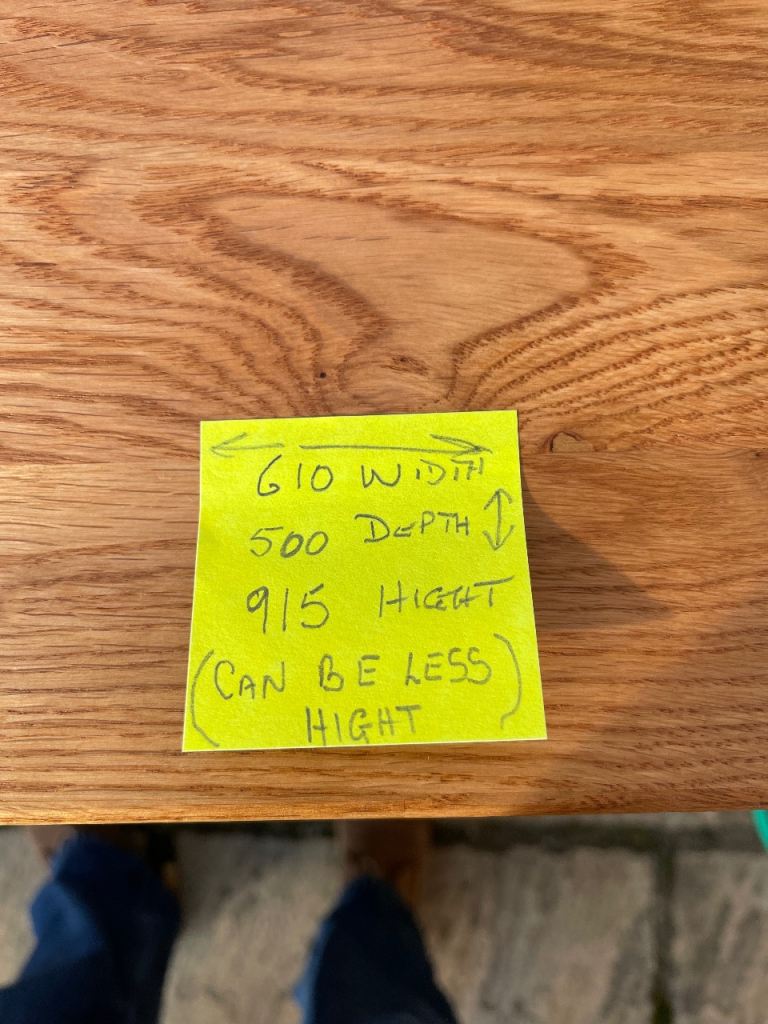 610 WIDTH
500 DEPTH
915 HIGHT
(CAN BE LESS
HIGHT)